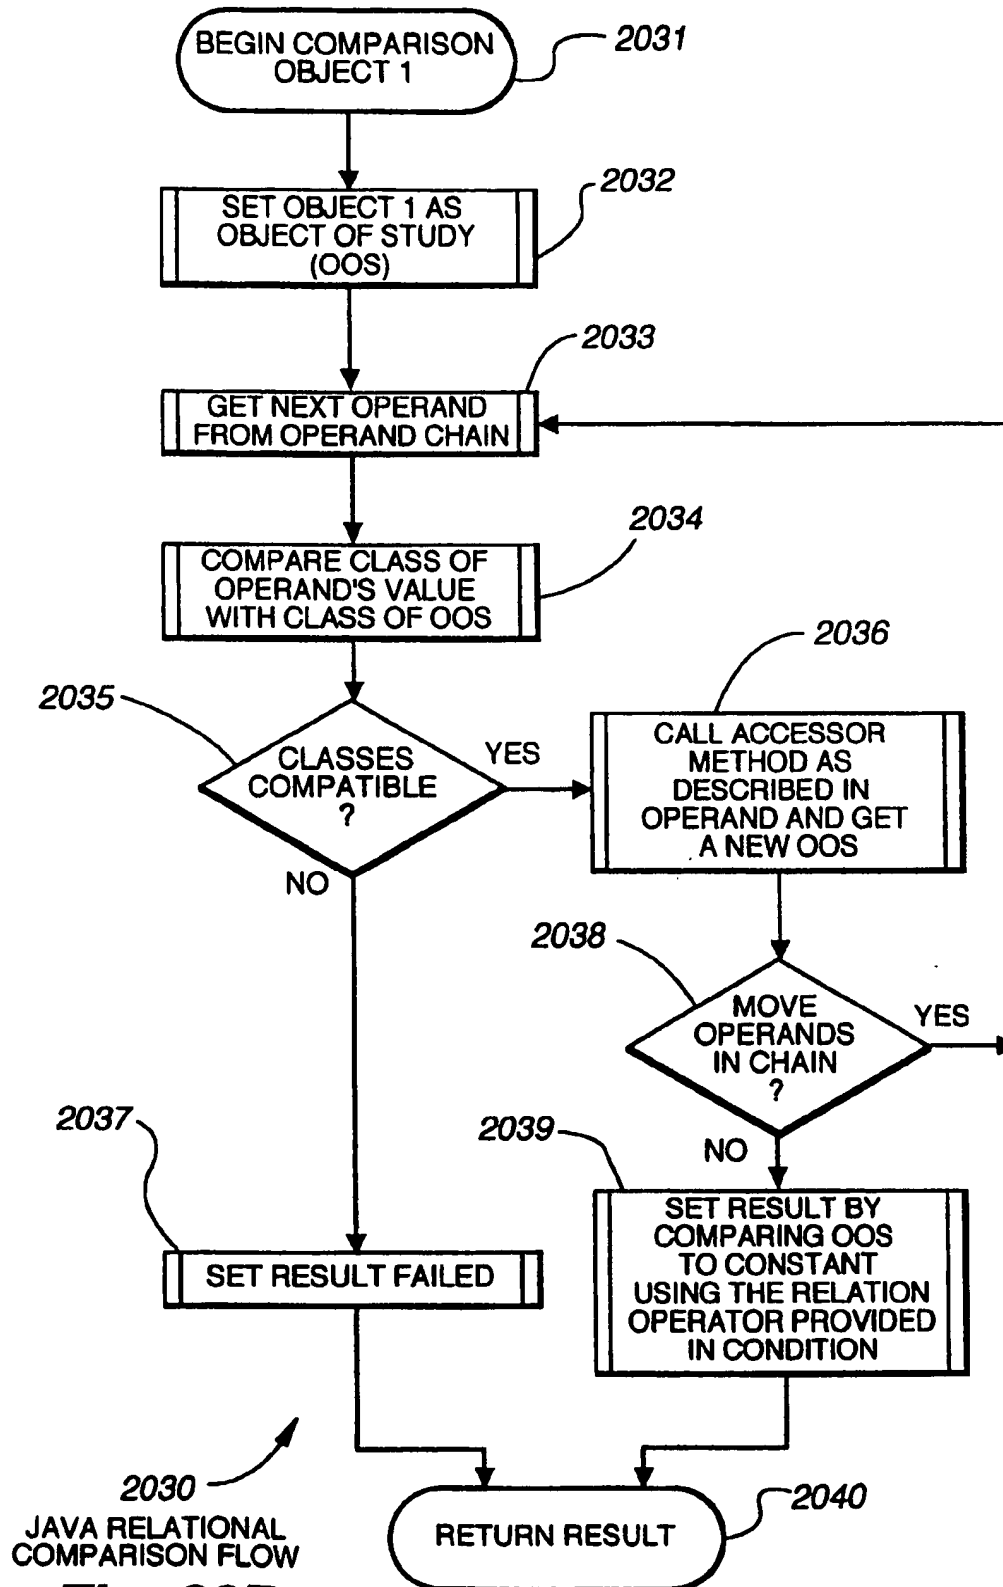 BEGIN COMPARISON
OBJECT 1
2031
SET OBJECT 1 AS
OBJECT OF STUDY
(OOS)
2032
2033
GET NEXT OPERAND
FROM OPERAND CHAIN
2034
COMPARE CLASS OF
OPERAND'S VALUE
WITH CLASS OF OOS
2035
CLASSES
COMPATIBLE
?
YES
NO
2036
CALL ACCESSOR
METHOD AS
DESCRIBED IN
OPERAND AND GET
A NEW OOS
2038
MOVE
OPERANDS
IN CHAIN
?
YES
NO
2037
SET RESULT FAILED
2039
SET RESULT BY
COMPARING OOS
TO CONSTANT
USING THE RELATION
OPERATOR PROVIDED
IN CONDITION
2040
RETURN RESULT
2030
JAVA RELATIONAL
COMPARISON FLOW